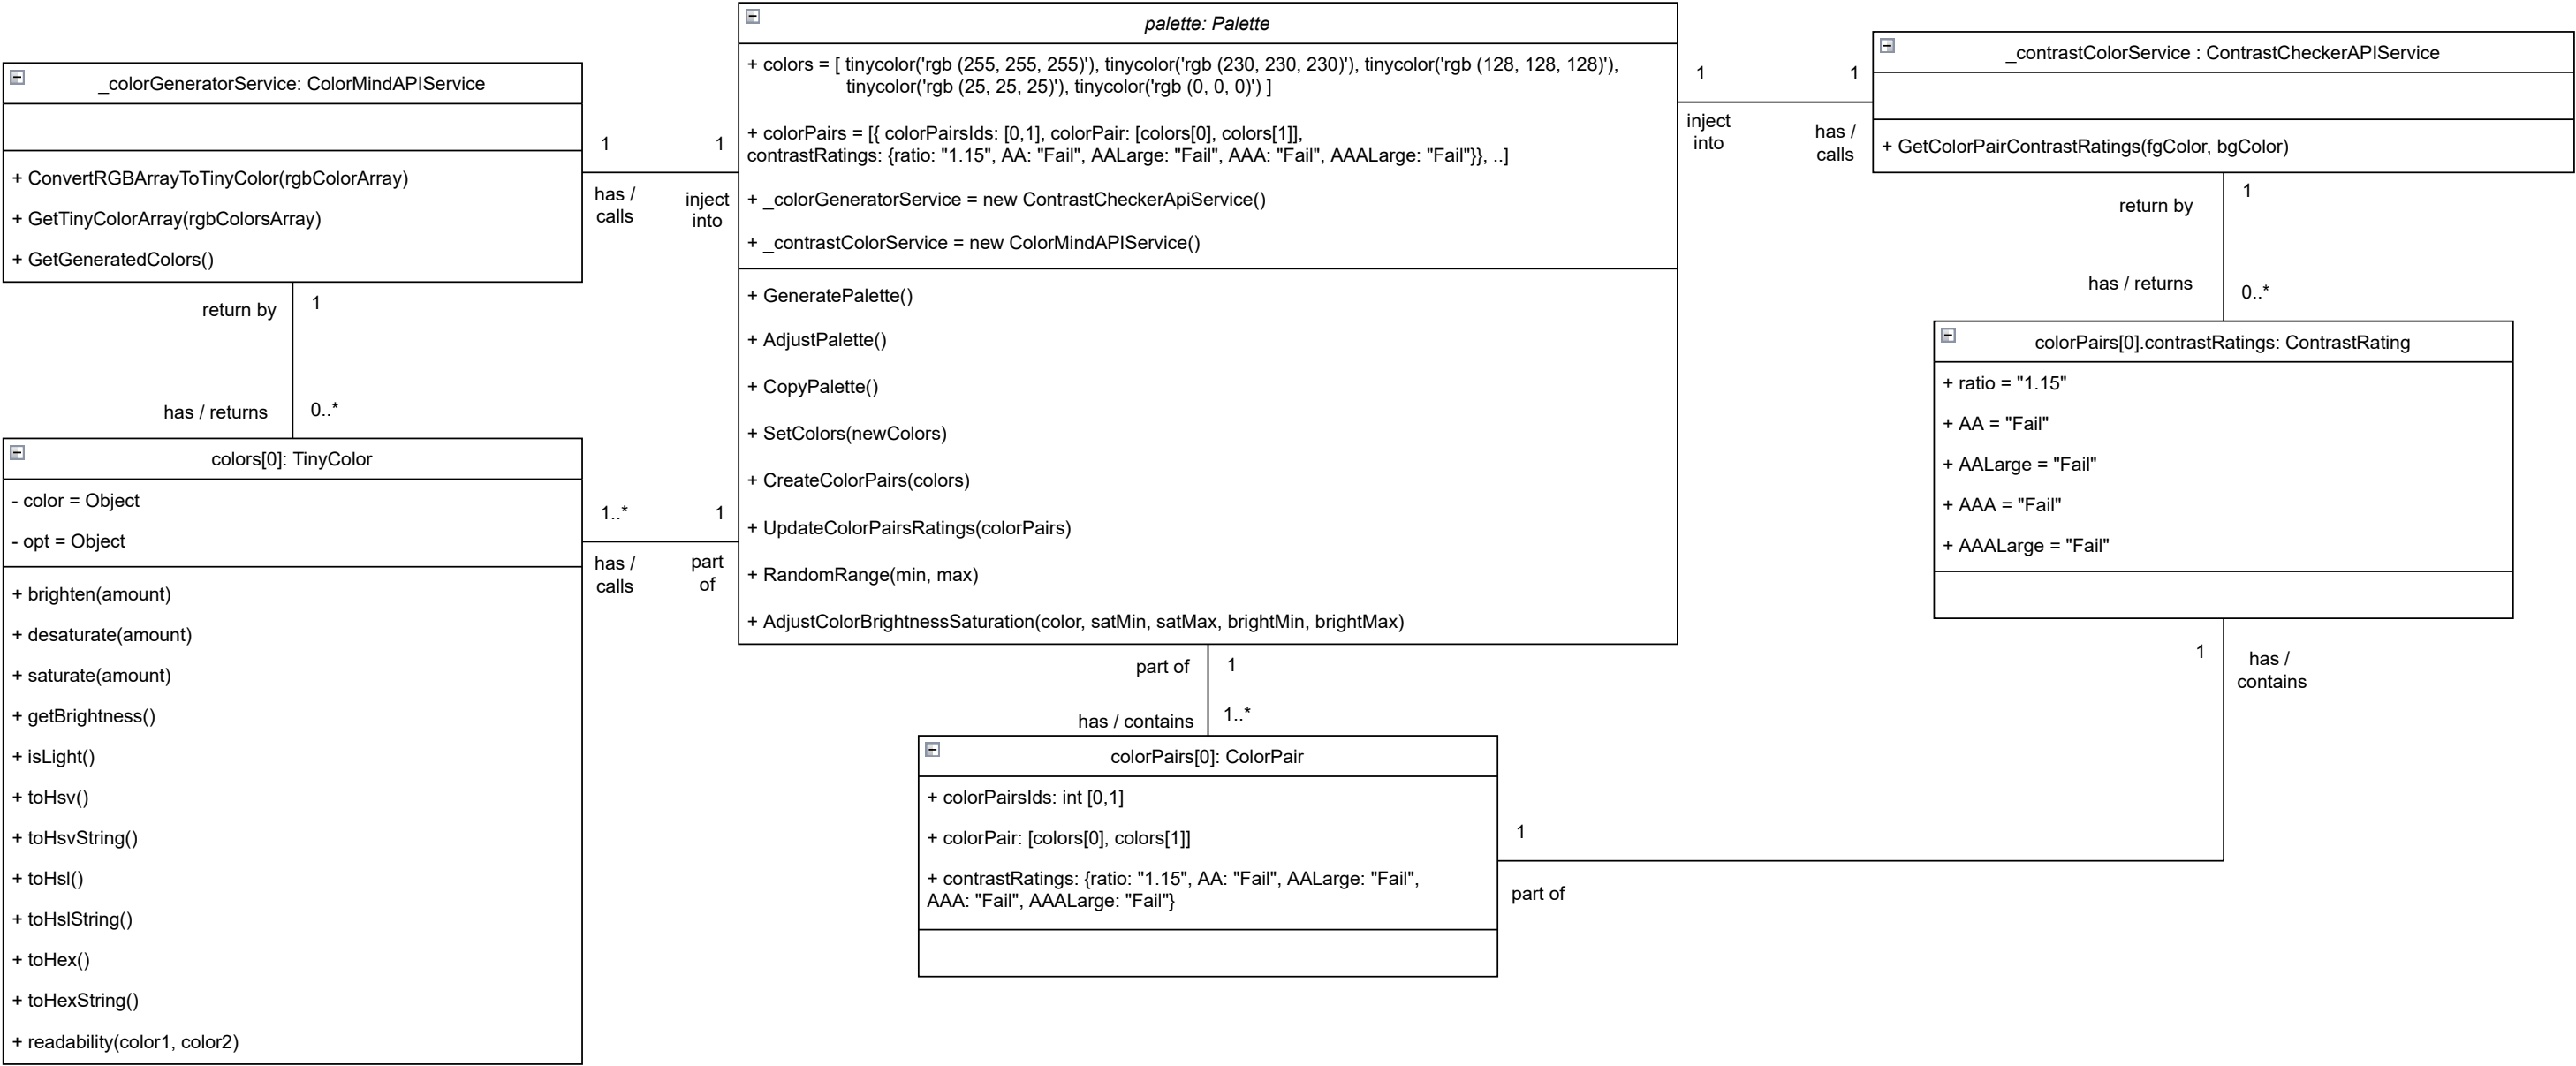 palette: Palette
+ colors = [ tinycolor('rgb (255, 255, 255)'), tinycolor('rgb (230, 230, 230)'), tinycolor('rgb (128, 128, 128)'),
tinycolor('rgb (25, 25, 25)'), tinycolor('rgb (0, 0, 0)') ]
+ colorPairs = [{ colorPairsIds: [0,1], colorPair: [colors[0], colors[1]],
contrastRatings: {ratio: "1.15", AA: "Fail", AALarge: "Fail", AAA: "Fail", AAALarge: "Fail"}}, ..]
+ _colorGeneratorService = new ContrastCheckerApiService()
+ _contrastColorService = new ColorMindAPIService()
+ GeneratePalette()
+ AdjustPalette()
+ CopyPalette()
+ SetColors(newColors)
+ CreateColorPairs(colors)
+ UpdateColorPairsRatings(colorPairs)
+ RandomRange(min, max)
+ AdjustColorBrightnessSaturation(color, satMin, satMax, brightMin, brightMax)
_colorGeneratorService: ColorMindAPIService
+ ConvertRGBArrayToTinyColor(rgbColorArray)
+ GetTinyColorArray(rgbColorsArray)
+ GetGeneratedColors()
1
1
has /
calls
inject
into
return by
1
has / returns
0..*
colors[0]: TinyColor
- color = Object
- opt = Object
+ brighten(amount)
+ desaturate(amount)
+ saturate(amount)
+ getBrightness()
+ isLight()
+ toHsv()
+ toHsvString()
+ toHsl()
+ toHslString()
+ toHex()
+ toHexString()
+ readability(color1, color2)
1..*
1
has /
calls
part
of
1
1
inject
into
has /
calls
_contrastColorService : ContrastCheckerAPIService
+ GetColorPairContrastRatings(fgColor, bgColor)
1
return by
has / returns
0..*
colorPairs[0].contrastRatings: ContrastRating
+ ratio = "1.15"
+ AA = "Fail"
+ AALarge = "Fail"
+ AAA = "Fail"
+ AAALarge = "Fail"
1
has /
contains
part of
1
has / contains
1..*
colorPairs[0]: ColorPair
+ colorPairsIds: int [0,1]
+ colorPair: [colors[0], colors[1]]
+ contrastRatings: {ratio: "1.15", AA: "Fail", AALarge: "Fail",
AAA: "Fail", AAALarge: "Fail"}
1
part of